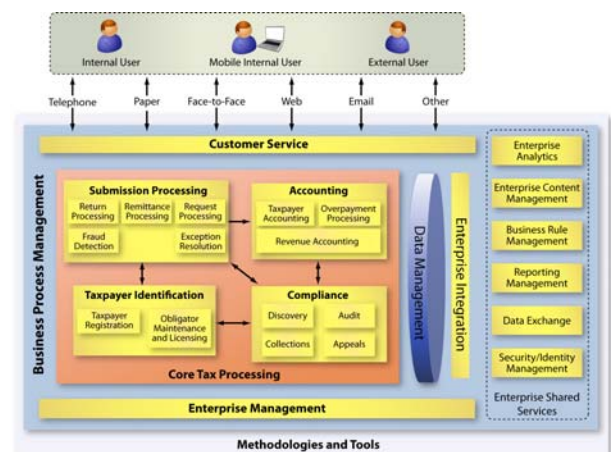 Internal User
Mobile Internal User
External User
Telephone
Paper
Face-to-Face
Web
Email
Other
Customer Service
Business Process Management
Submission Processing
Return
Processing
Remittance
Processing
Request
Processing
Fraud
Detection
Exception
Resolution
Accounting
Taxpayer
Accounting
Overpayment
Processing
Revenue Accounting
Taxpayer Identification
Taxpayer
Registration
Obligator
Maintenance
and Licensing
Compliance
Discovery
Audit
Collections
Appeals
Core Tax Processing
Data Management
Enterprise Integration
Enterprise
Analytics
Enterprise Content
Management
Business Rule
Management
Reporting
Management
Data Exchange
Security/Identity
Management
Enterprise Shared
Services
Enterprise Management
Methodologies and Tools